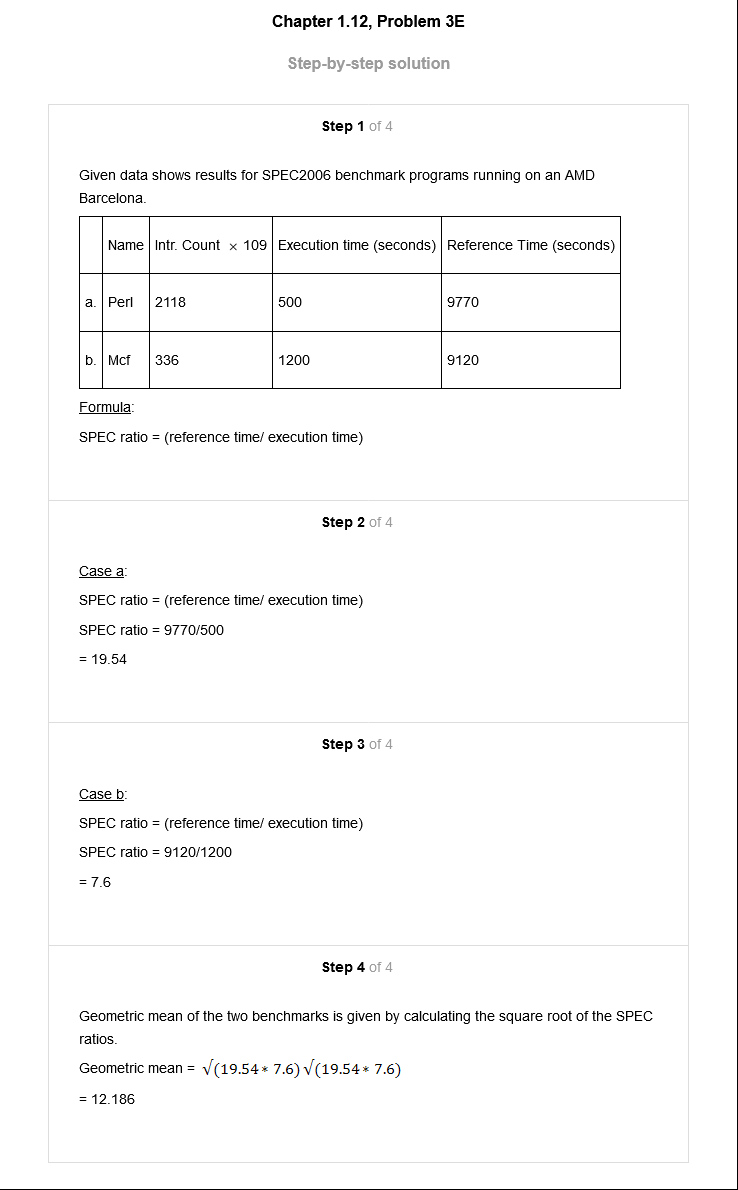 Chapter 1.12, Problem 3E
Step-by-step solution
Step 1 of 4
Given data shows results for SPEC2006 benchmark programs running on an AMD
Barcelona.
Name Intr. Count × 109 Execution time (seconds) Reference Time (seconds)
a. Perl 2118 500 9770
b. Mcf 336 1200 9120
Formula:
SPEC ratio = (reference time/ execution time)
Step 2 of 4
Case a:
SPEC ratio = (reference time/ execution time)
SPEC ratio = 9770/500
= 19.54
Step 3 of 4
Case b:
SPEC ratio = (reference time/ execution time)
SPEC ratio = 9120/1200
= 7.6
Step 4 of 4
Geometric mean of the two benchmarks is given by calculating the square root of the SPEC
ratios.
Geometric mean = √(19.54 * 7.6) √(19.54 * 7.6)
= 12.186